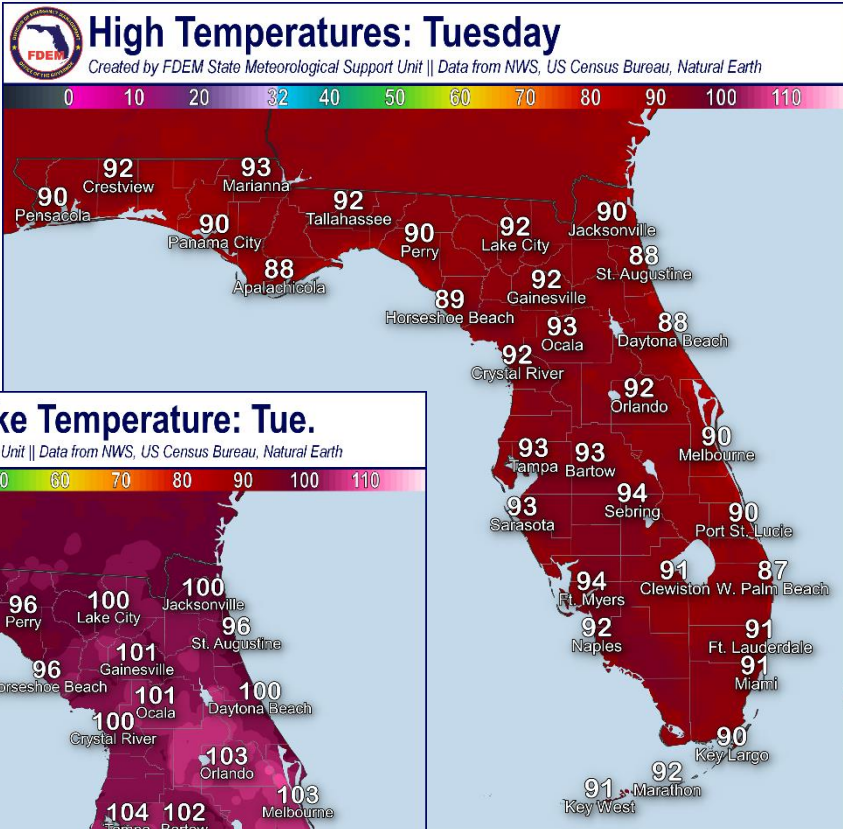 High Temperatures: Tuesday
Created by FDEM State Meteorological Support Unit || Data from NWS, US Census Bureau, Natural Earth
FDEM
0 10 20 32 40 50 60 70 80 90 100 110
92
Crestview
93
Marianna
90
Pensacola
92
Tallahassee
90
Panama City
90
Perry
92
Lake City
90
Jacksonville
88
Apalachicola
88
St. Augustine
89
Horseshoe Beach
92
Gainesville
93
Ocala
88
Daytona Beach
92
Crystal River
92
Orlando
93
Tampa
93
Bartow
90
Melbourne
93
Sarasota
94
Sebring
90
Port St. Lucie
94
Ft. Myers
91
Clewiston
87
W. Palm Beach
92
Naples
91
Ft. Lauderdale
91
Miami
90
Key Largo
92
Marathon
91
Key West
ke Temperature: Tue.
Unit || Data from NWS, US Census Bureau, Natural Earth
0 60 70 80 90 100 110
96
Perry
100
Lake City
100
Jacksonville
96
St. Augustine
96
orseshoe Beach
101
Gainesville
101
Ocala
100
Daytona Beach
100
Crystal River
103
Orlando
103
Melbourne
104
Tampa
102
Bartow